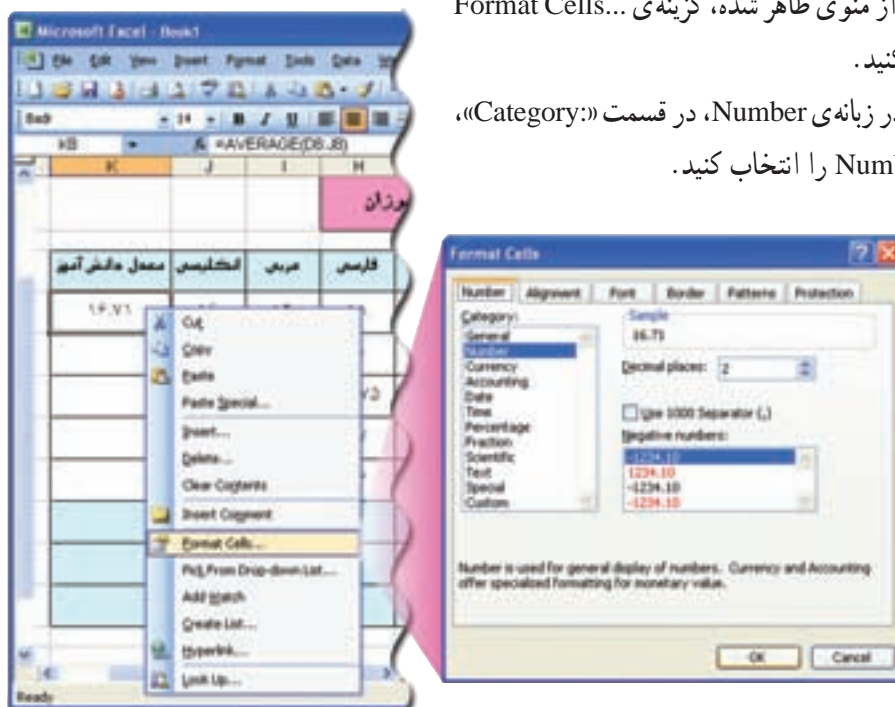 از منوی ظاهر شده، گزینه‌ی Format Cells...
کنید.
در زبانه‌ی Number، در قسمت «Category:»،
Num را انتخاب کنید.
Microsoft Excel - Book1
File Edit View Insert Format Tools Data
14 B I U
K8 =AVERAGE(D8:J8)
K J I H
معدل دانش آموز انگلیسی عربی فارسی
۱۶.۷۱
Cut
Copy
Paste
Paste Special...
Insert...
Delete...
Clear Contents
Insert Comment
Format Cells...
Pick From Drop-down List...
Add Watch
Create List...
Hyperlink...
Look Up...
Ready
Format Cells
Number Alignment Font Border Patterns Protection
Category:
General
Number
Currency
Accounting
Date
Time
Percentage
Fraction
Scientific
Text
Special
Custom
Sample
16.71
Decimal places: 2
Use 1000 Separator (,)
Negative numbers:
-1234.10
1234.10
-1234.10
-1234.10
Number is used for general display of numbers. Currency and Accounting
offer specialized formatting for monetary value.
OK Cancel